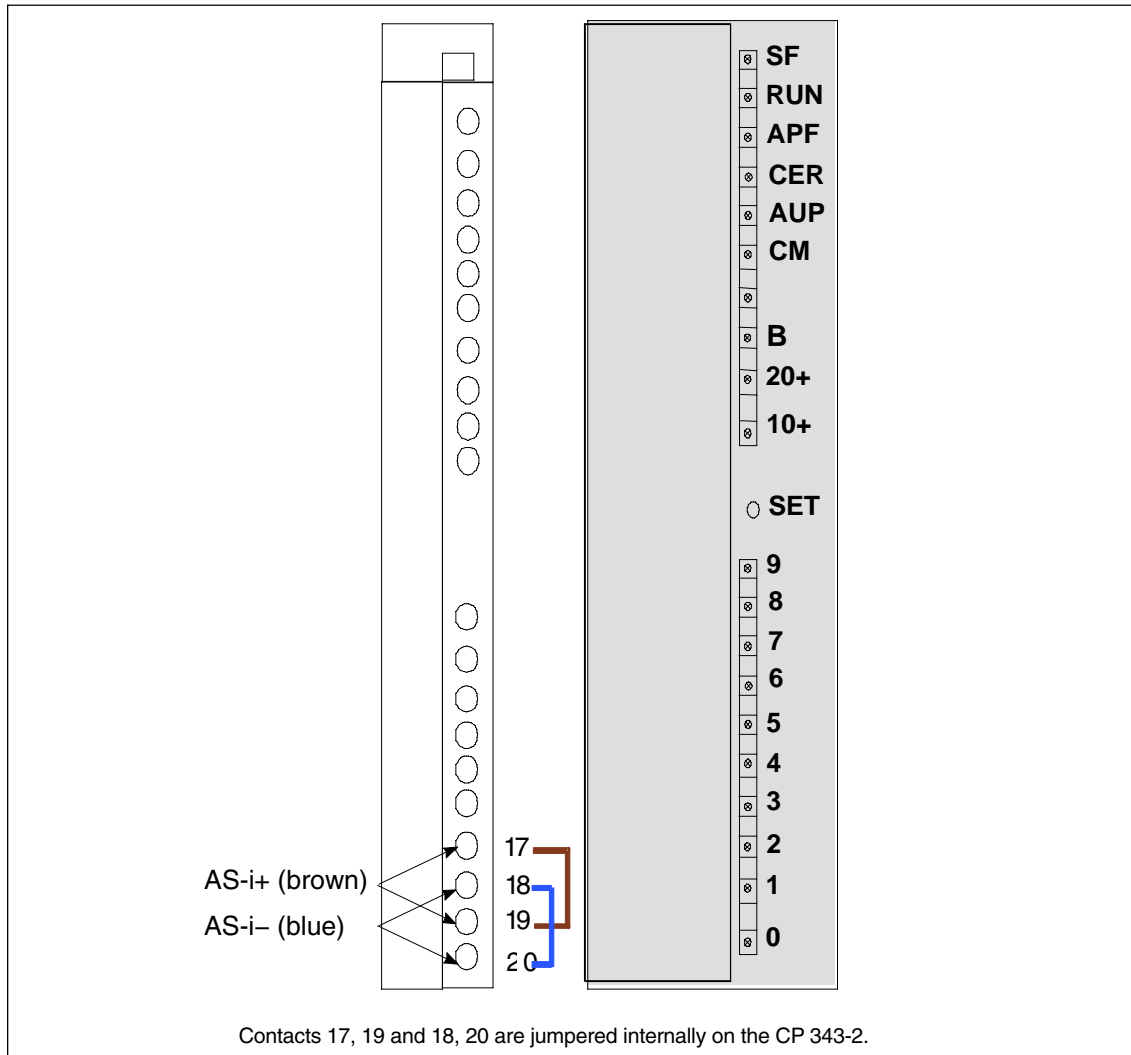 SF
RUN
APF
CER
AUP
CM
B
20+
10+
SET
9
8
7
6
5
4
3
2
1
0
17
18
19
20
AS-i+ (brown)
AS-i− (blue)
Contacts 17, 19 and 18, 20 are jumpered internally on the CP 343-2.